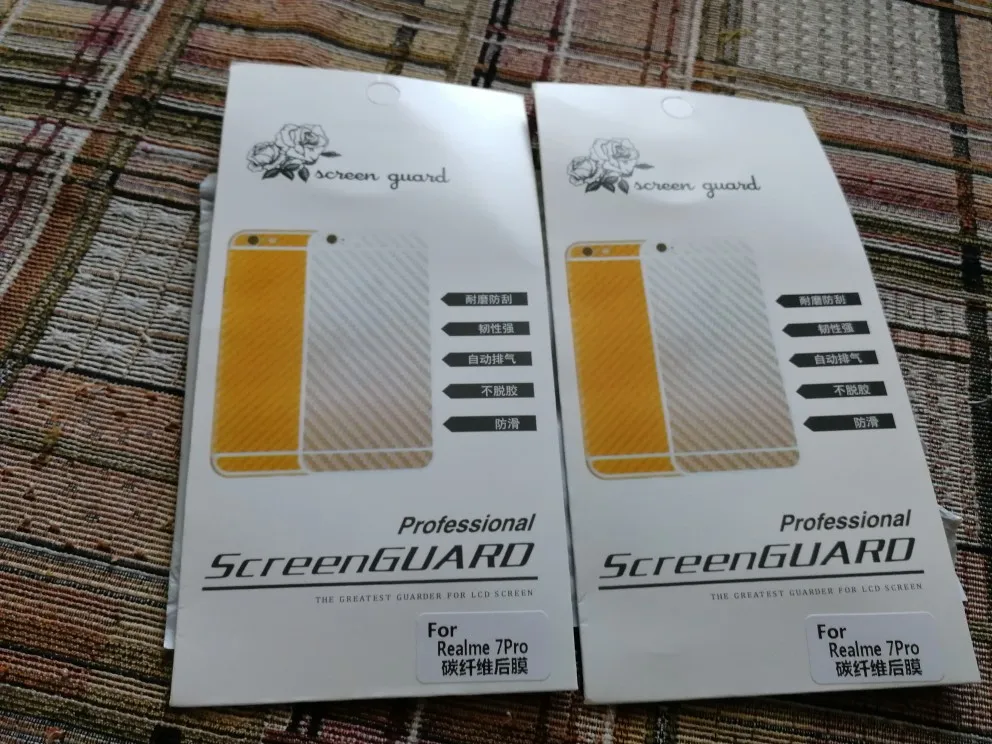 screen guard
耐磨防刮
韧性强
自动排气
不脱胶
防滑
Professional
ScreenGUARD
THE GREATEST GUARDER FOR LCD SCREEN
For
Realme 7Pro
碳纤维后膜
screen guard
耐磨防刮
韧性强
自动排气
不脱胶
防滑
Professional
ScreenGUARD
THE GREATEST GUARDER FOR LCD SCREEN
For
Realme 7Pro
碳纤维后膜